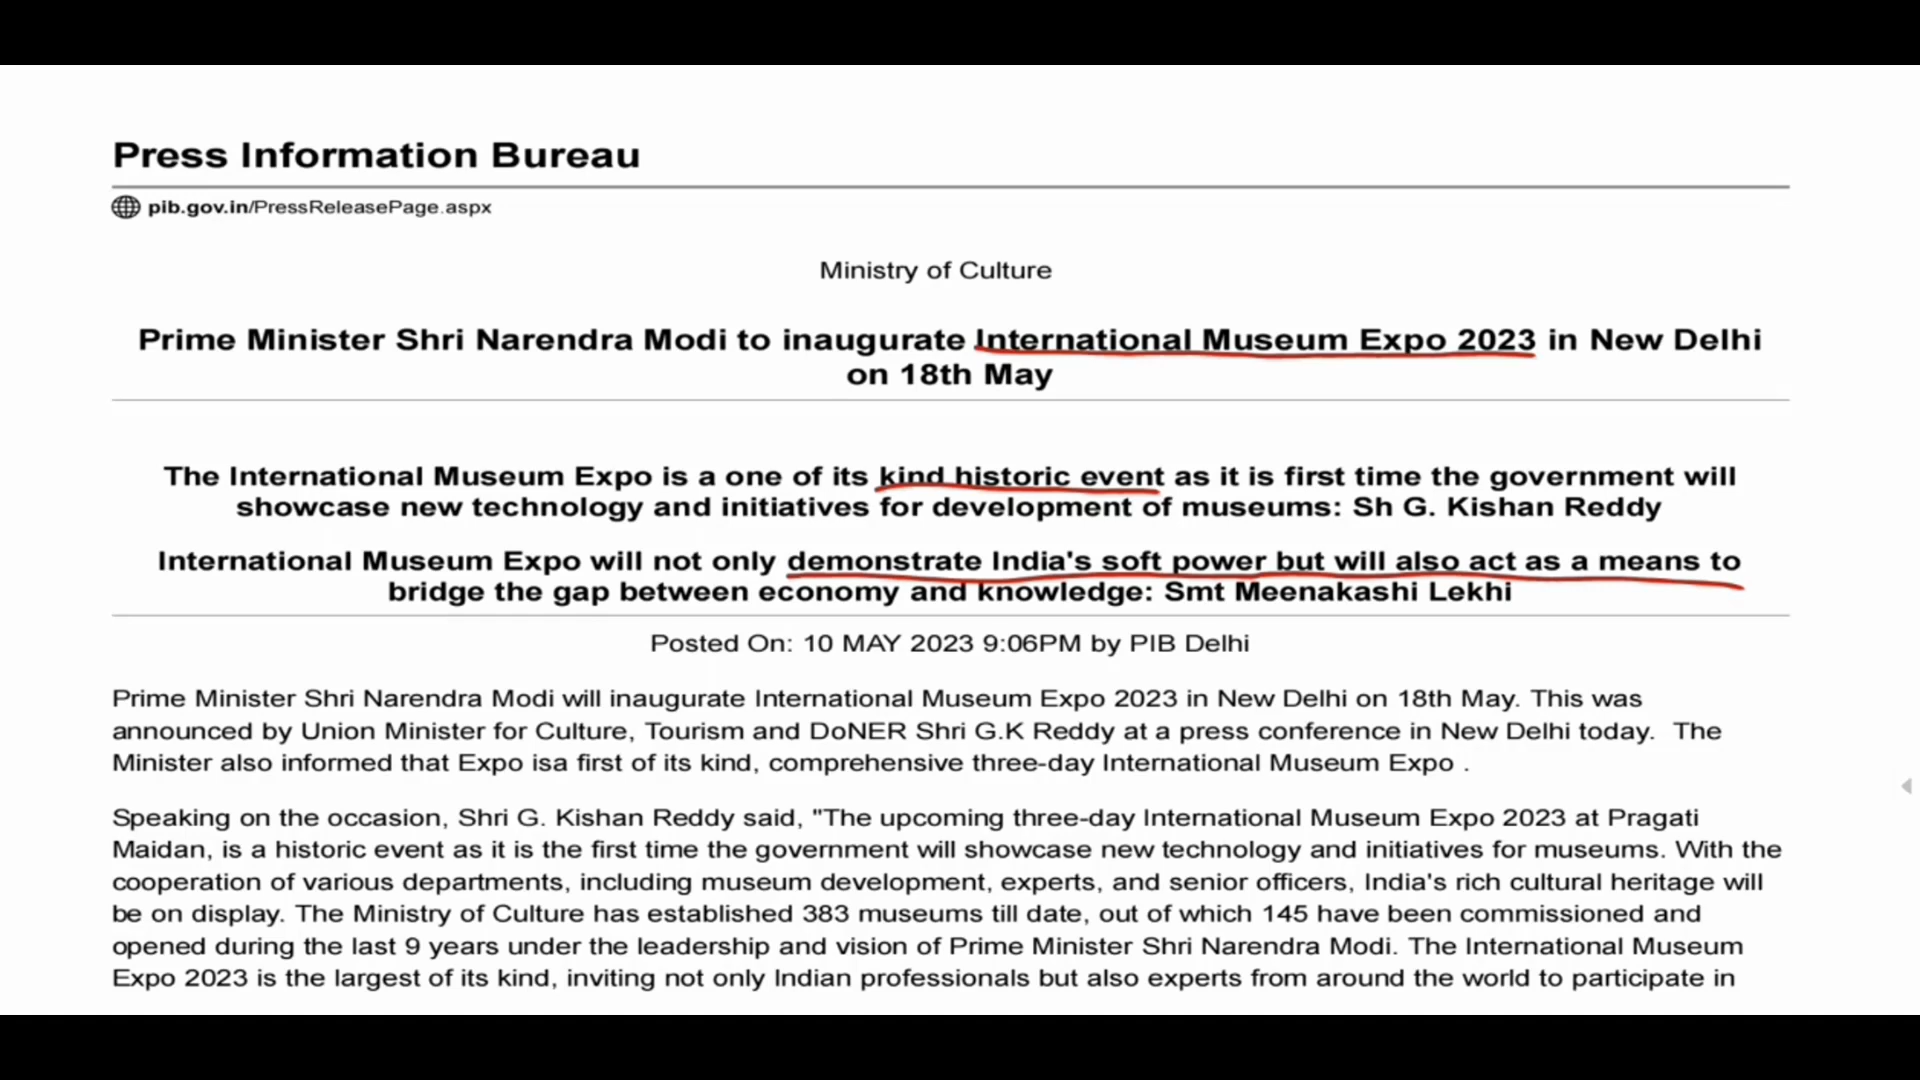 Press Information Bureau
pib.gov.in/PressReleasePage.aspx
Ministry of Culture
Prime Minister Shri Narendra Modi to inaugurate International Museum Expo 2023 in New Delhi
on 18th May
The International Museum Expo is a one of its kind historic event as it is first time the government will
showcase new technology and initiatives for development of museums: Sh G. Kishan Reddy
International Museum Expo will not only demonstrate India's soft power but will also act as a means to
bridge the gap between economy and knowledge: Smt Meenakashi Lekhi
Posted On: 10 MAY 2023 9:06PM by PIB Delhi
Prime Minister Shri Narendra Modi will inaugurate International Museum Expo 2023 in New Delhi on 18th May. This was
announced by Union Minister for Culture, Tourism and DoNER Shri G.K Reddy at a press conference in New Delhi today. The
Minister also informed that Expo isa first of its kind, comprehensive three-day International Museum Expo .
Speaking on the occasion, Shri G. Kishan Reddy said, "The upcoming three-day International Museum Expo 2023 at Pragati
Maidan, is a historic event as it is the first time the government will showcase new technology and initiatives for museums. With the
cooperation of various departments, including museum development, experts, and senior officers, India's rich cultural heritage will
be on display. The Ministry of Culture has established 383 museums till date, out of which 145 have been commissioned and
opened during the last 9 years under the leadership and vision of Prime Minister Shri Narendra Modi. The International Museum
Expo 2023 is the largest of its kind, inviting not only Indian professionals but also experts from around the world to participate in